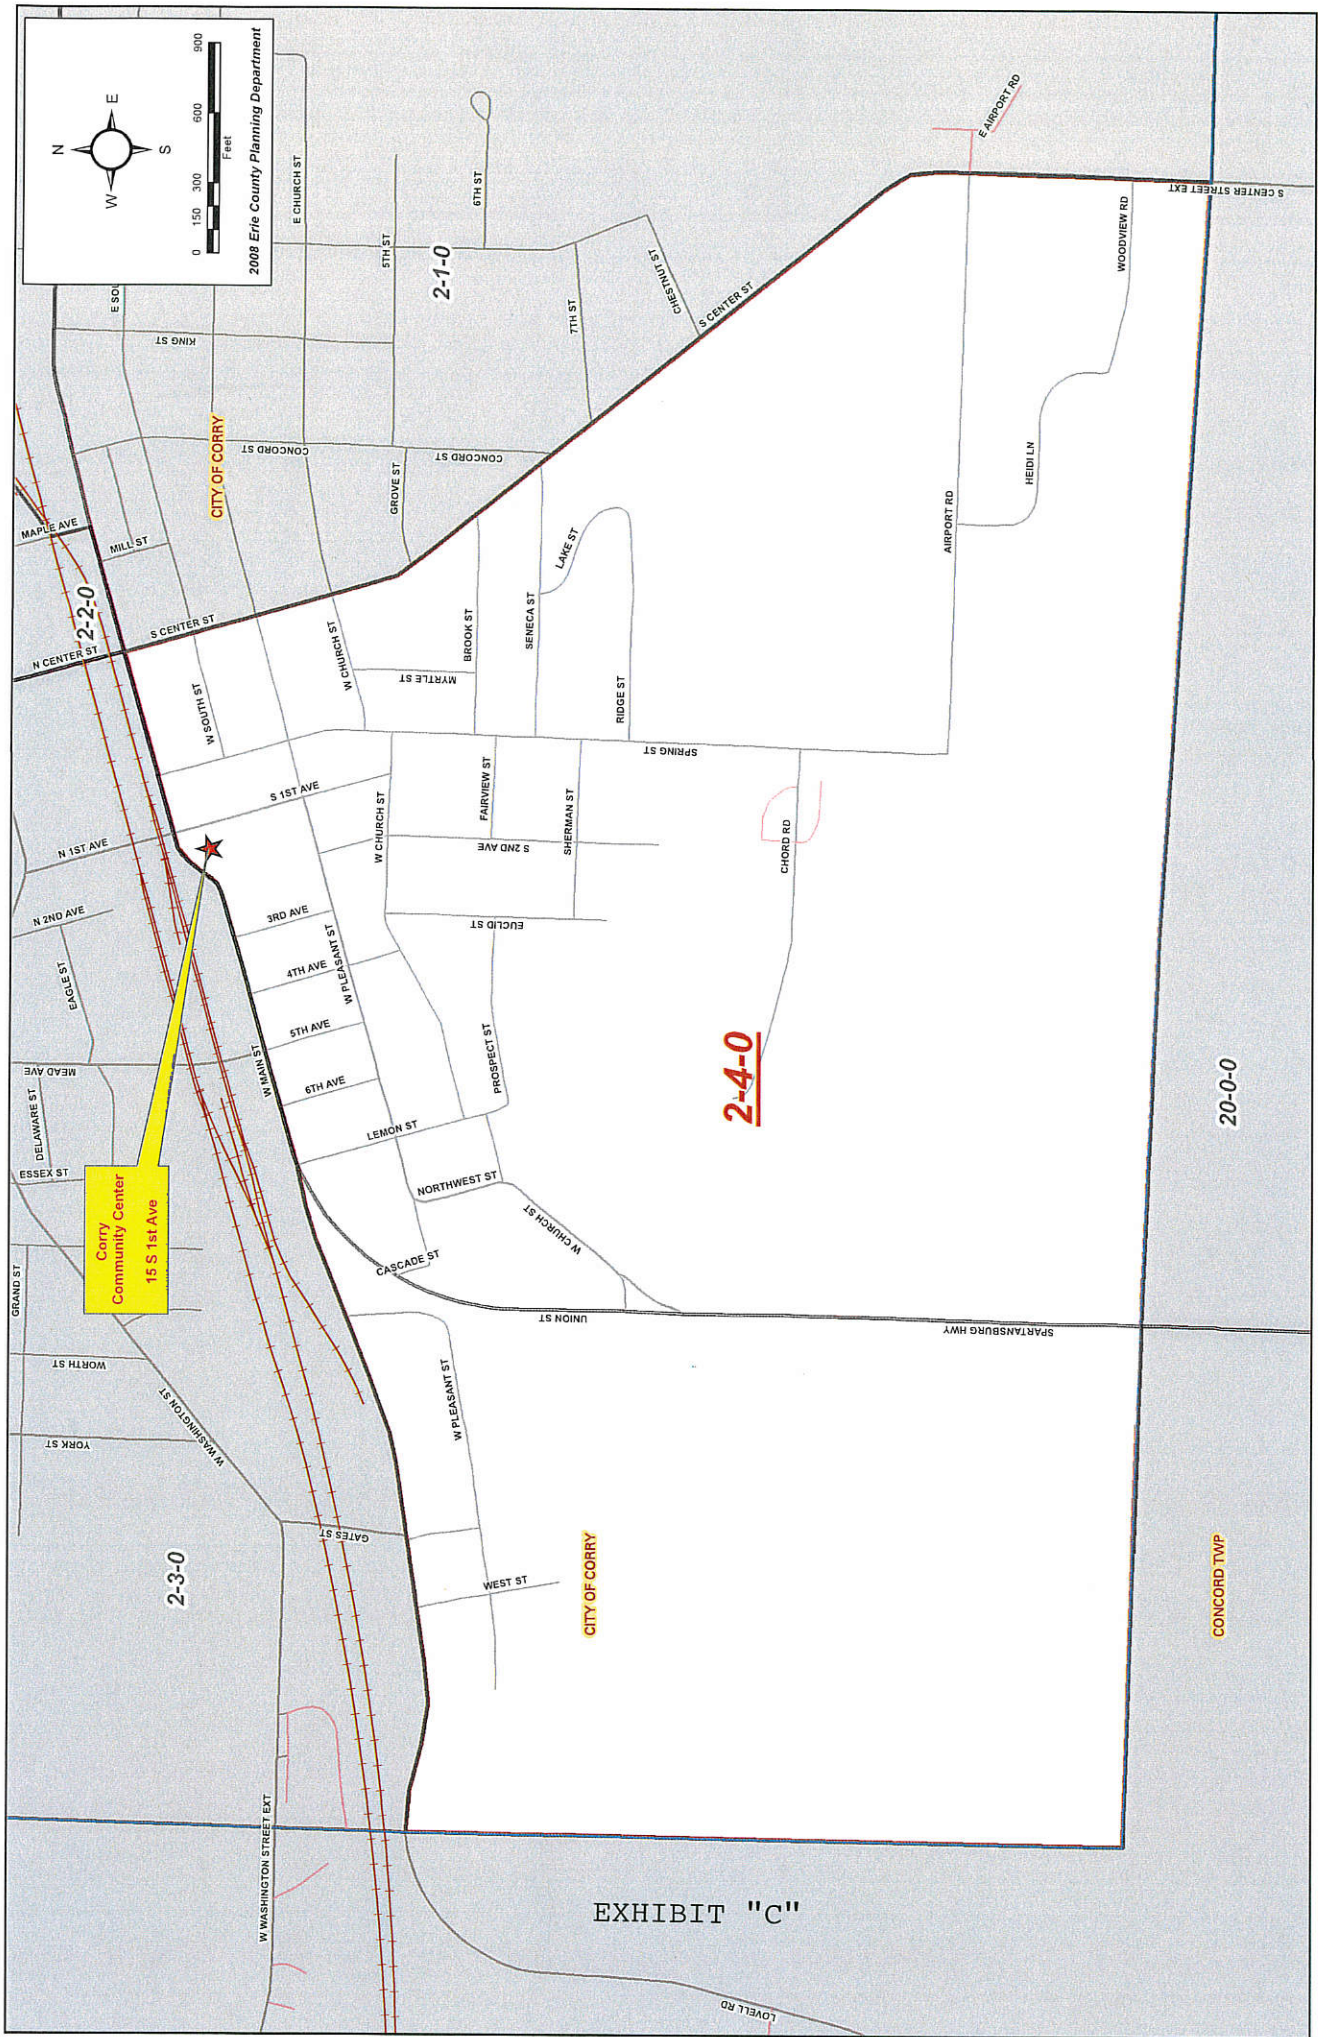 N
W
E
S
0
150
300
600
900
Feet
2008 Erie County Planning Department
E SOU
E CHURCH ST
KING ST
5TH ST
6TH ST
2-1-0
7TH ST
CHESTNUT ST
S CENTER ST
E AIRPORT RD
S CENTER STREET EXT
WOODVIEW RD
HEIDI LN
AIRPORT RD
CITY OF CORRY
CONCORD ST
CONCORD ST
GROVE ST
MAPLE AVE
MILL ST
2-2-0
N CENTER ST
S CENTER ST
W SOUTH ST
W CHURCH ST
MYRTLE ST
BROOK ST
SENECA ST
LAKE ST
RIDGE ST
SPRING ST
S 1ST AVE
N 1ST AVE
W CHURCH ST
FAIRVIEW ST
S 2ND AVE
SHERMAN ST
CHORD RD
EUCLID ST
N 2ND AVE
EAGLE ST
3RD AVE
W PLEASANT ST
4TH AVE
5TH AVE
6TH AVE
W MAIN ST
MEAD AVE
DELAWARE ST
ESSEX ST
PROSPECT ST
LEMON ST
NORTHWEST ST
W CHURCH ST
CASCADE ST
UNION ST
SPARTANSBURG HWY
2-4-0
20-0-0
Corry
Community Center
15 S 1st Ave
GRAND ST
WORTH ST
W WASHINGTON ST
YORK ST
W PLEASANT ST
GATES ST
2-3-0
WEST ST
CITY OF CORRY
CONCORD TWP
W WASHINGTON STREET EXT
LOVELL RD
EXHIBIT "C"